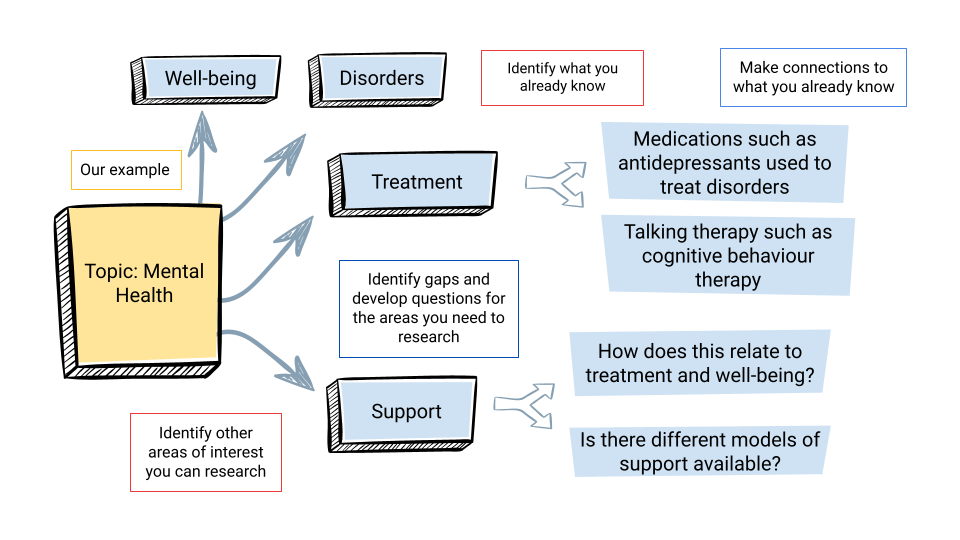 Well-being
Disorders
Identify what you
already know
Make connections to
what you already know
Our example
Treatment
Medications such as
antidepressants used to
treat disorders
Talking therapy such as
cognitive behaviour
therapy
Topic: Mental
Health
Identify gaps and
develop questions for
the areas you need to
research
How does this relate to
treatment and well-being?
Support
Is there different models of
support available?
Identify other
areas of interest
you can research